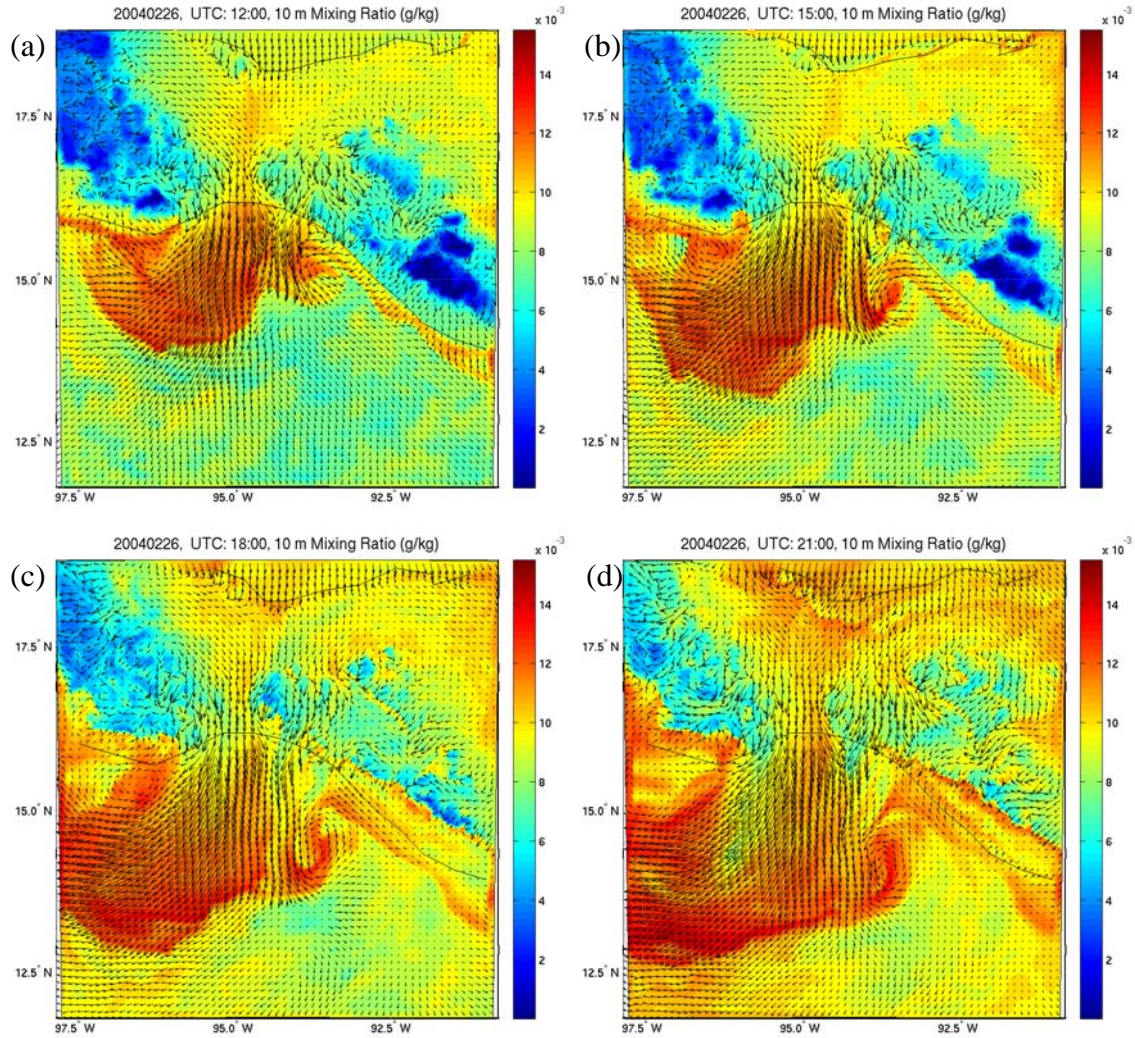 20040226, UTC: 12:00, 10 m Mixing Ratio (g/kg)
x 10⁻³
(a)
17.5° N
15.0° N
12.5° N
97.5° W
95.0° W
92.5° W
14
12
10
8
6
4
2
20040226, UTC: 15:00, 10 m Mixing Ratio (g/kg)
x 10⁻³
(b)
17.5° N
15.0° N
12.5° N
97.5° W
95.0° W
92.5° W
14
12
10
8
6
4
2
20040226, UTC: 18:00, 10 m Mixing Ratio (g/kg)
x 10⁻³
(c)
17.5° N
15.0° N
12.5° N
97.5° W
95.0° W
92.5° W
14
12
10
8
6
4
2
20040226, UTC: 21:00, 10 m Mixing Ratio (g/kg)
x 10⁻³
(d)
17.5° N
15.0° N
12.5° N
97.5° W
95.0° W
92.5° W
14
12
10
8
6
4
2